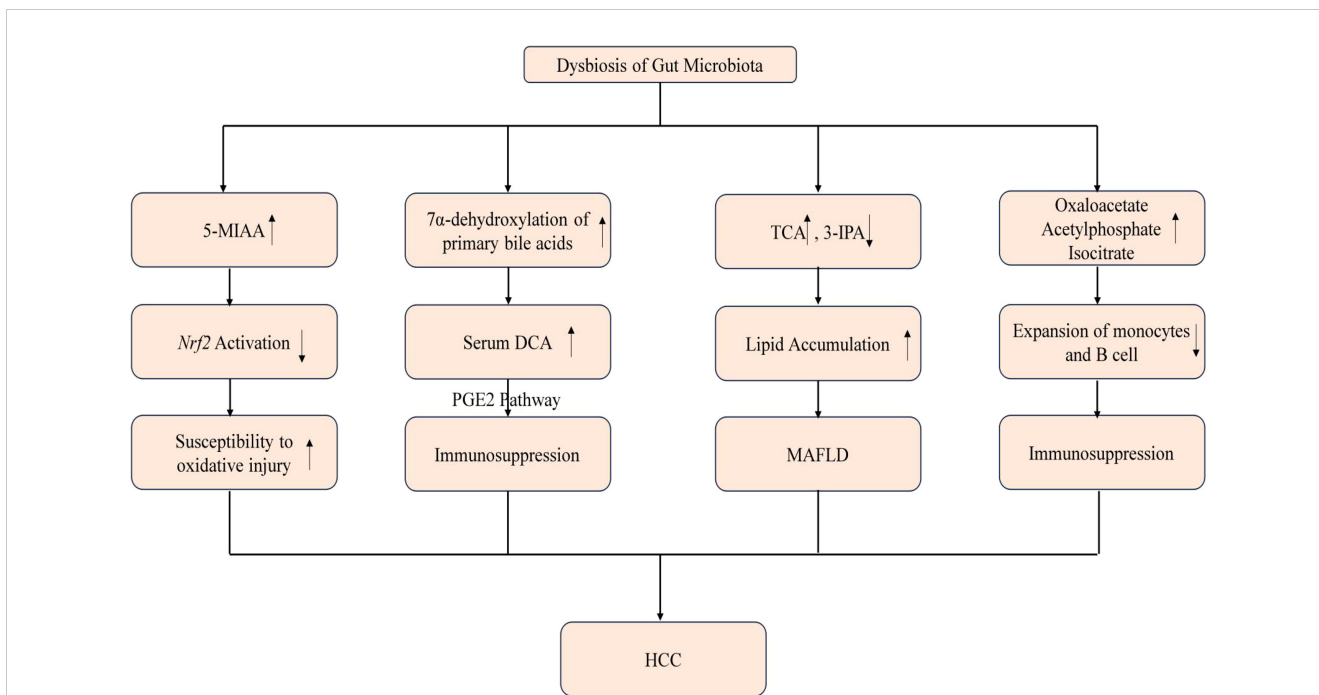 Dysbiosis of Gut Microbiota
5-MIAA
7α-dehydroxylation of
primary bile acids
TCA , 3-IPA
Oxaloacetate
Acetylphosphate
Isocitrate
Nrf2 Activation
Serum DCA
Lipid Accumulation
Expansion of monocytes
and B cell
PGE2 Pathway
Susceptibility to
oxidative injury
Immunosuppression
MAFLD
Immunosuppression
HCC